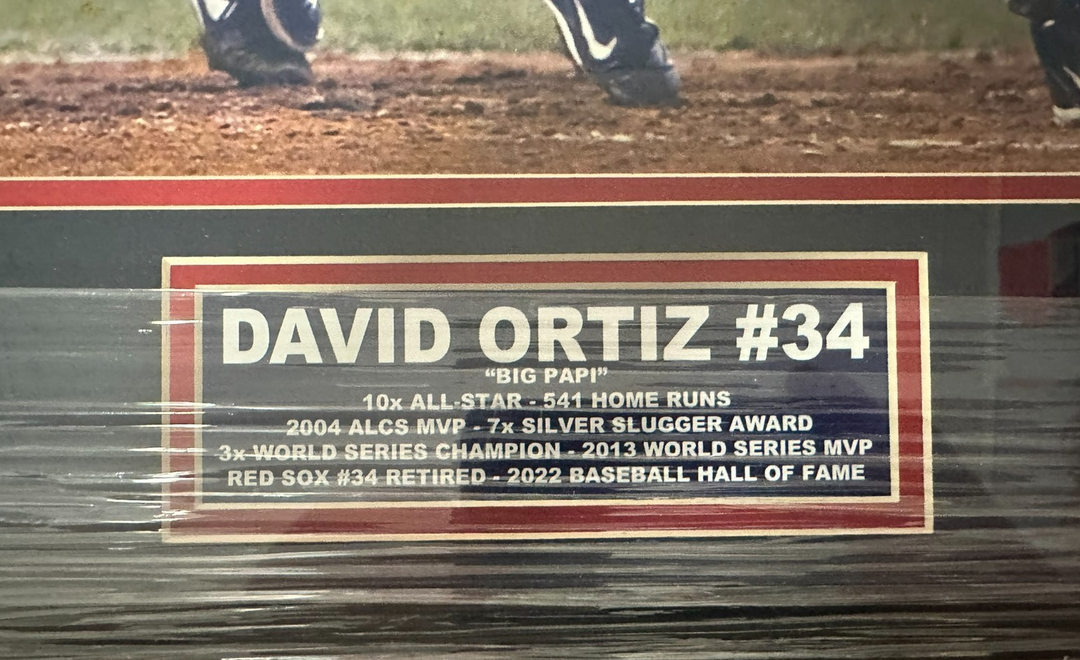 DAVID ORTIZ #34
“BIG PAPI”
10x ALL-STAR - 541 HOME RUNS
2004 ALCS MVP - 7x SILVER SLUGGER AWARD
3x WORLD SERIES CHAMPION - 2013 WORLD SERIES MVP
RED SOX #34 RETIRED - 2022 BASEBALL HALL OF FAME